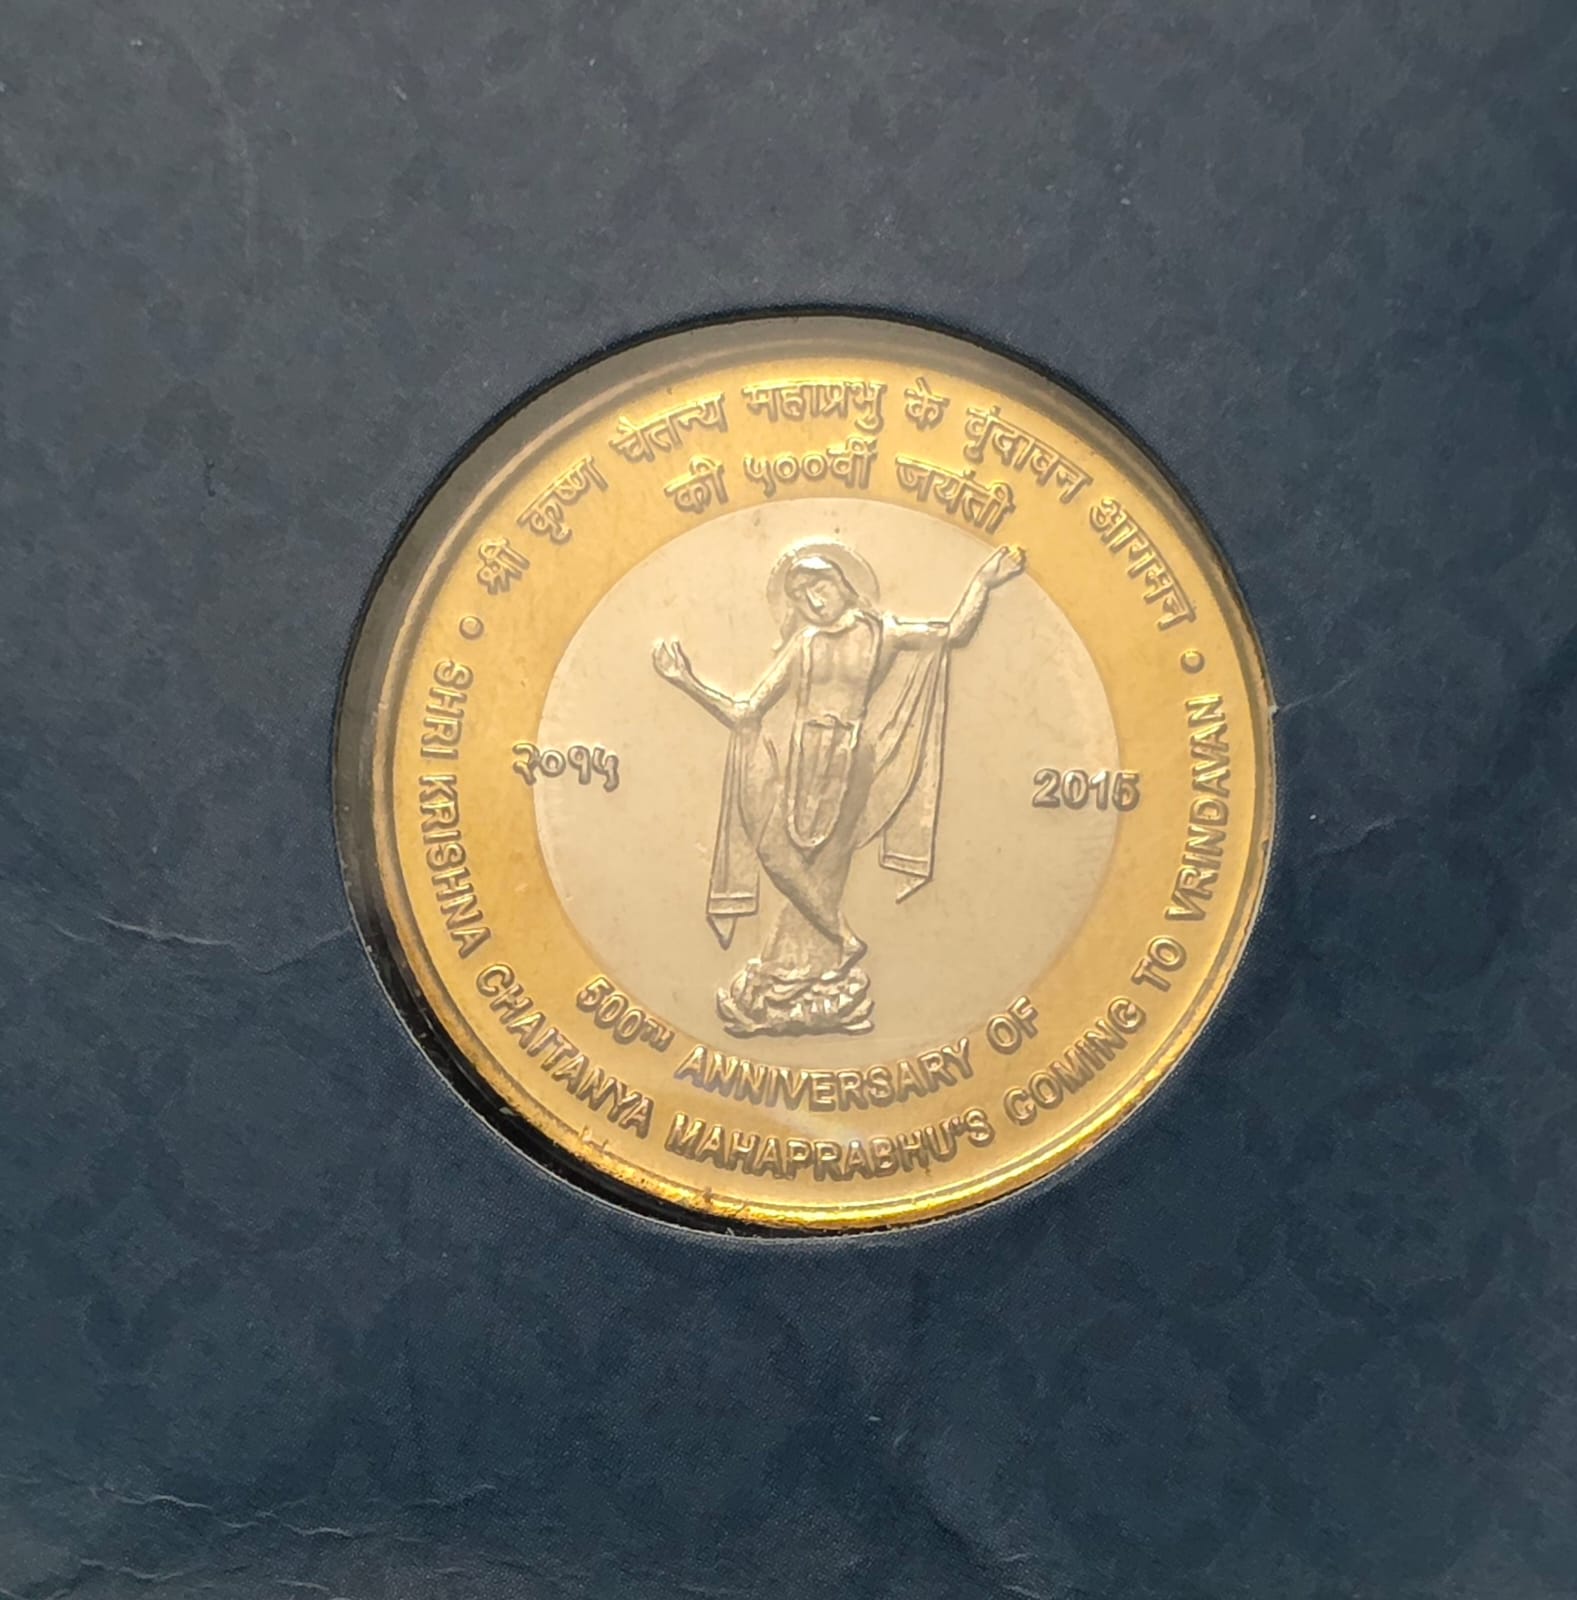 श्री कृष्ण चैतन्य महाप्रभु के वृंदावन आगमन
की ५००वीं जयंती
२०१५
2015
500TH ANNIVERSARY OF
SHRI KRISHNA CHAITANYA MAHAPRABHU'S COMING TO VRINDAVAN